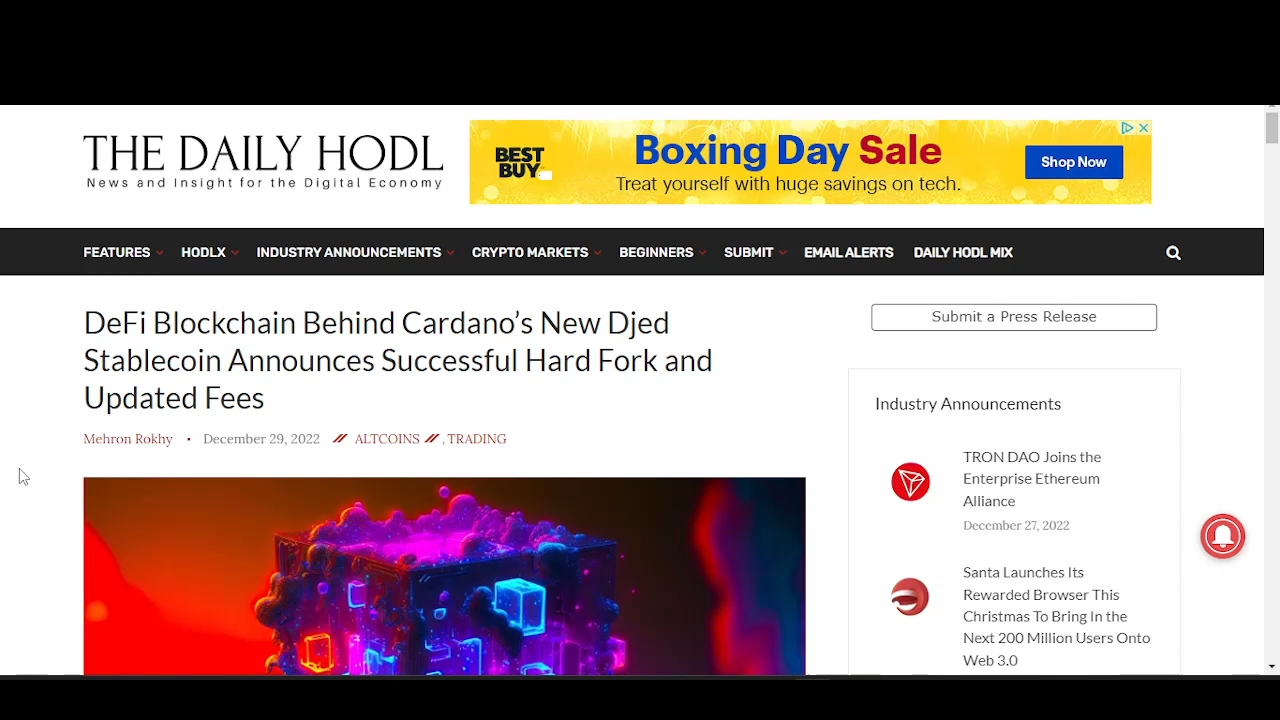 THE DAILY HODL
News and Insight for the Digital Economy
BEST
BUY
Boxing Day Sale
Treat yourself with huge savings on tech.
Shop Now
FEATURES HODLX INDUSTRY ANNOUNCEMENTS CRYPTO MARKETS BEGINNERS SUBMIT EMAIL ALERTS DAILY HODL MIX
DeFi Blockchain Behind Cardano’s New Djed
Stablecoin Announces Successful Hard Fork and
Updated Fees
Mehron Rokhy • December 29, 2022 // ALTCOINS // , TRADING
Submit a Press Release
Industry Announcements
TRON DAO Joins the
Enterprise Ethereum
Alliance
December 27, 2022
Santa Launches Its
Rewarded Browser This
Christmas To Bring In the
Next 200 Million Users Onto
Web 3.0